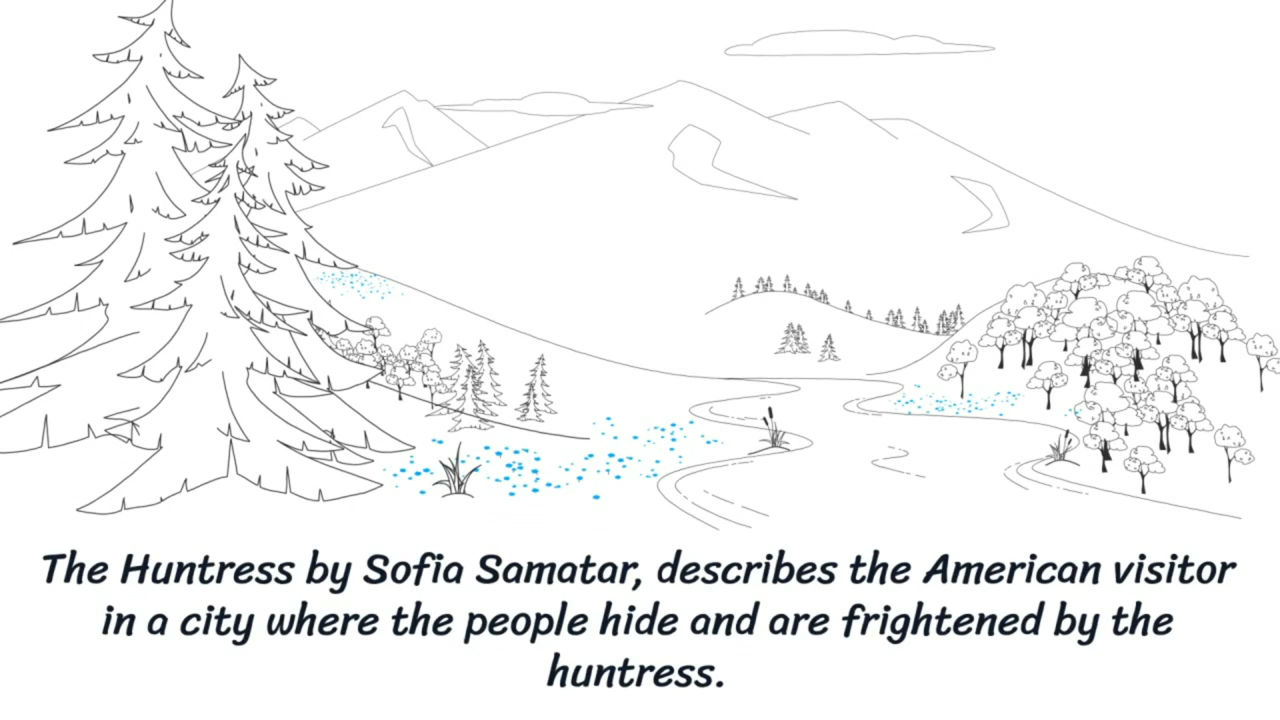 The Huntress by Sofia Samatar, describes the American visitor
in a city where the people hide and are frightened by the
huntress.